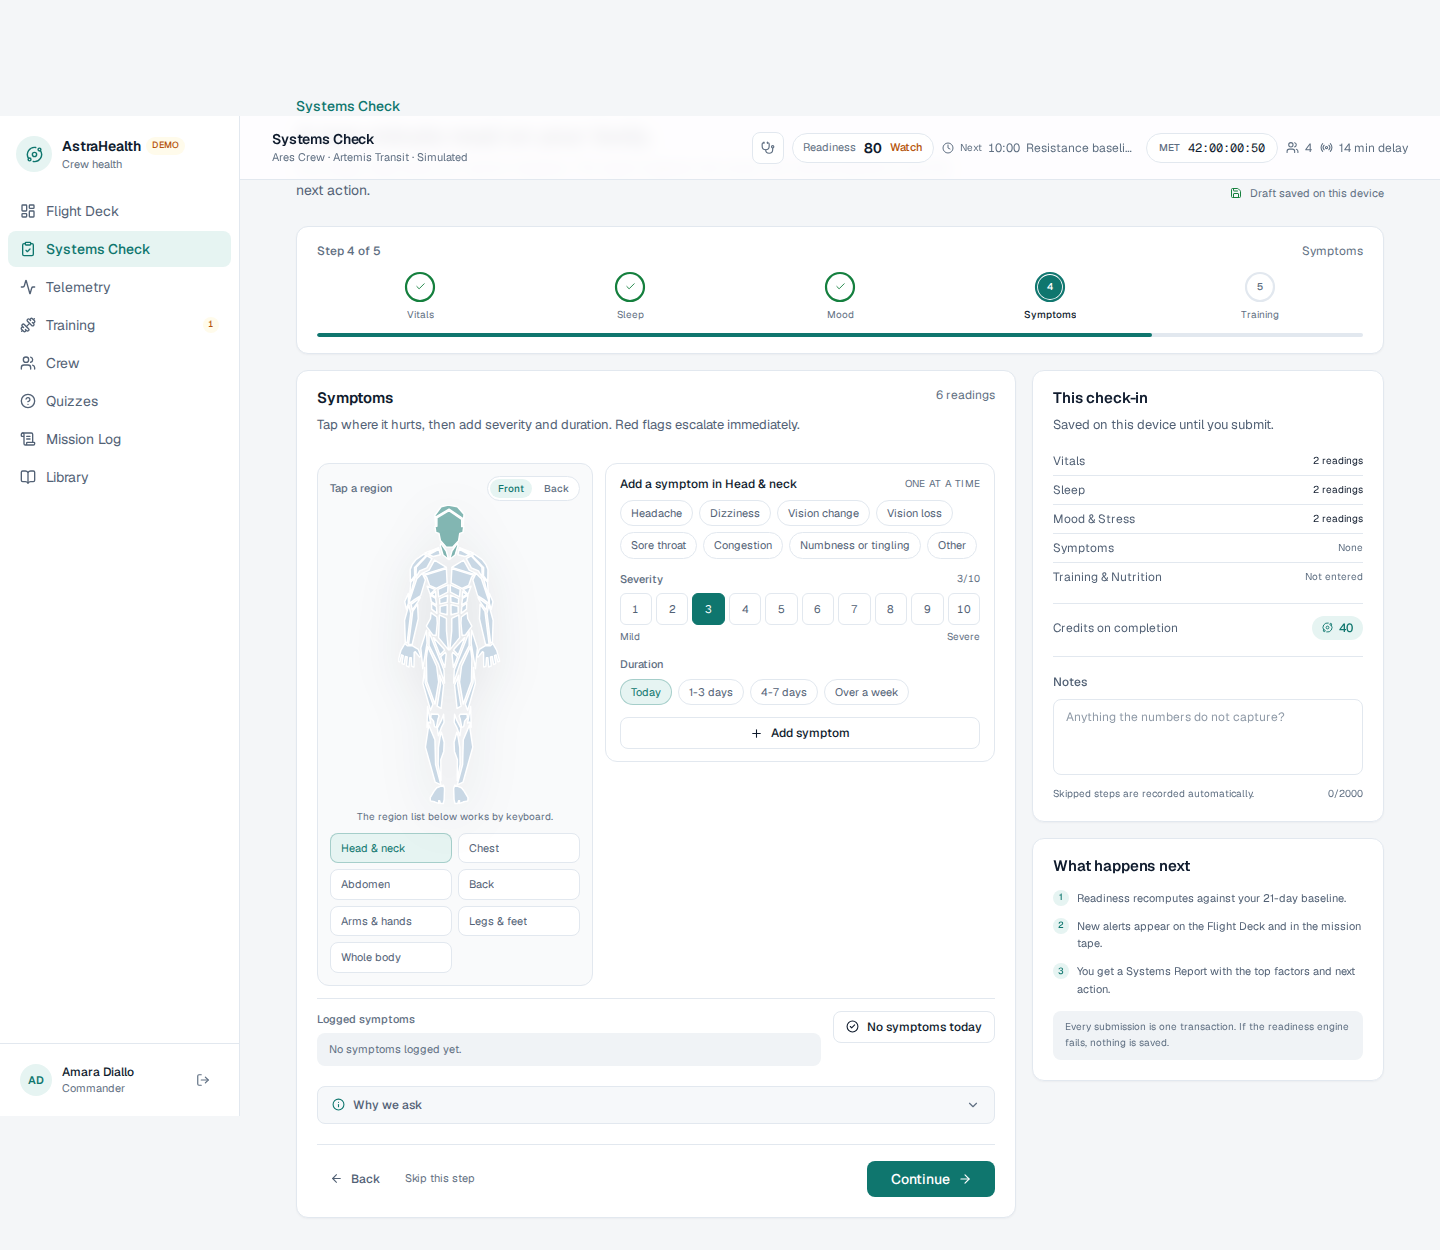 Systems Check
AstraHealth DEMO
Crew health
Systems Check
Ares Crew · Artemis Transit · Simulated
Readiness 80 Watch
Next 10:00 Resistance baseli...
MET 42:00:00:50
4
14 min delay
Flight Deck
Systems Check
Telemetry
Training 1
Crew
Quizzes
Mission Log
Library
AD
Amara Diallo
Commander
next action.
Draft saved on this device
Step 4 of 5
Symptoms
4
5
Vitals
Sleep
Mood
Symptoms
Training
Symptoms
6 readings
Tap where it hurts, then add severity and duration. Red flags escalate immediately.
Tap a region
Front
Back
The region list below works by keyboard.
Head & neck
Chest
Abdomen
Back
Arms & hands
Legs & feet
Whole body
Add a symptom in Head & neck
ONE AT A TIME
Headache
Dizziness
Vision change
Vision loss
Sore throat
Congestion
Numbness or tingling
Other
Severity
3/10
1 2 3 4 5 6 7 8 9 10
Mild
Severe
Duration
Today
1-3 days
4-7 days
Over a week
Add symptom
Logged symptoms
No symptoms logged yet.
No symptoms today
Why we ask
Back
Skip this step
Continue
This check-in
Saved on this device until you submit.
Vitals 2 readings
Sleep 2 readings
Mood & Stress 2 readings
Symptoms None
Training & Nutrition Not entered
Credits on completion 40
Notes
Anything the numbers do not capture?
Skipped steps are recorded automatically. 0/2000
What happens next
1 Readiness recomputes against your 21-day baseline.
2 New alerts appear on the Flight Deck and in the mission
tape.
3 You get a Systems Report with the top factors and next
action.
Every submission is one transaction. If the readiness engine
fails, nothing is saved.